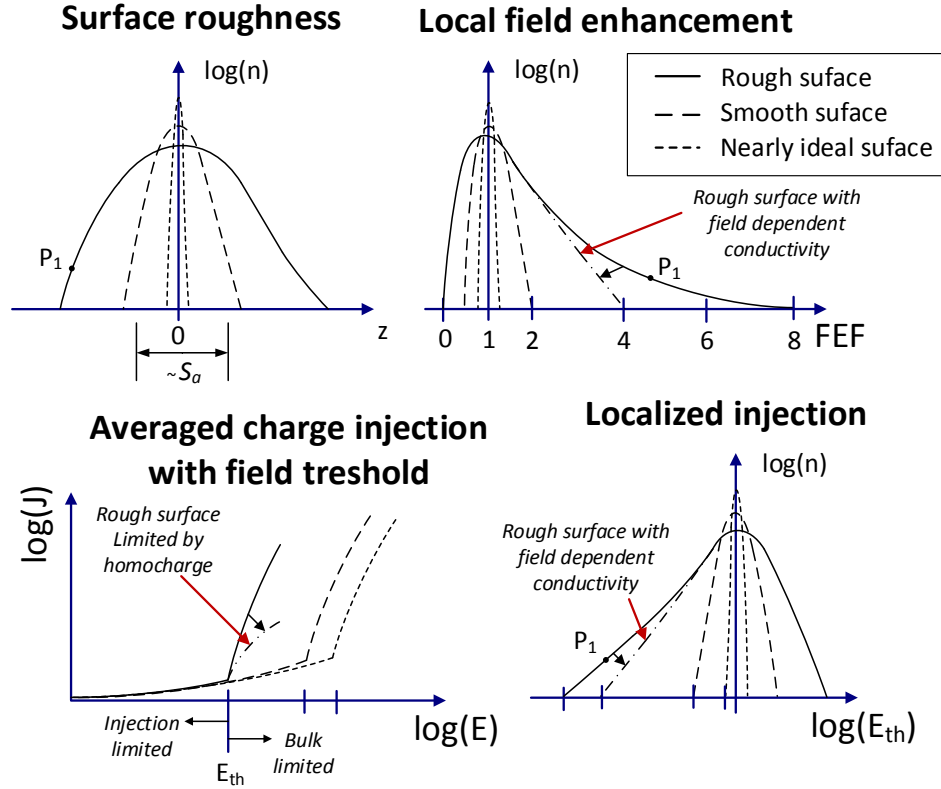 Surface roughness
log(n)
P1
0
z
~Sa
Local field enhancement
log(n)
Rough suface
Smooth suface
Nearly ideal suface
Rough surface with
field dependent
conductivity
P1
0 1 2 4 6 8 FEF
Averaged charge injection
with field treshold
log(J)
Rough surface
Limited by
homocharge
Injection
limited
Eth
Bulk
limited
log(E)
Localized injection
log(n)
Rough surface with
field dependent
conductivity
P1
log(Eth)